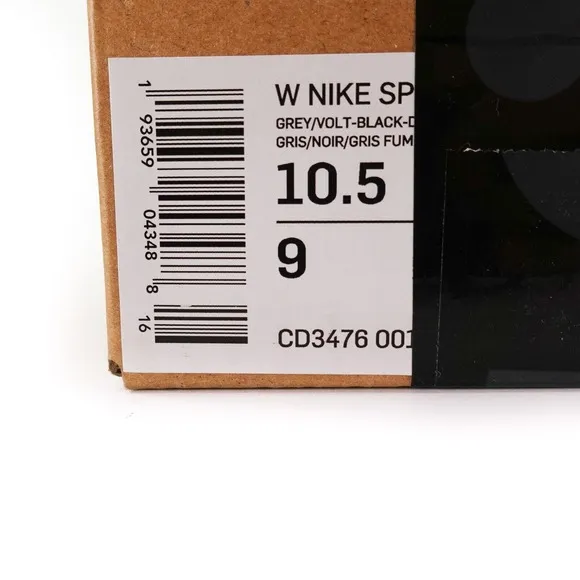 W NIKE SP
GREY/VOLT-BLACK-D
GRIS/NOIR/GRIS FUM
10.5
9
CD3476 001
1 93659 04348 8 16